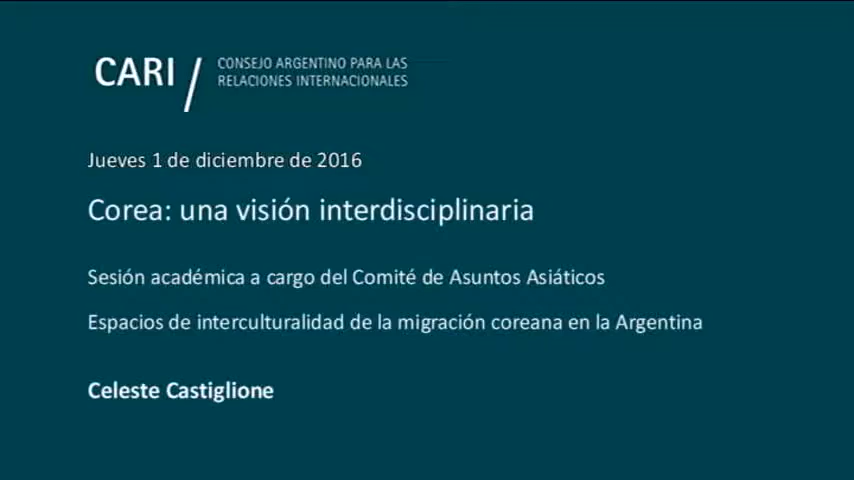 CARI
CONSEJO ARGENTINO PARA LAS
RELACIONES INTERNACIONALES
Jueves 1 de diciembre de 2016
Corea: una visión interdisciplinaria
Sesión académica a cargo del Comité de Asuntos Asiáticos
Espacios de interculturalidad de la migración coreana en la Argentina
Celeste Castiglione